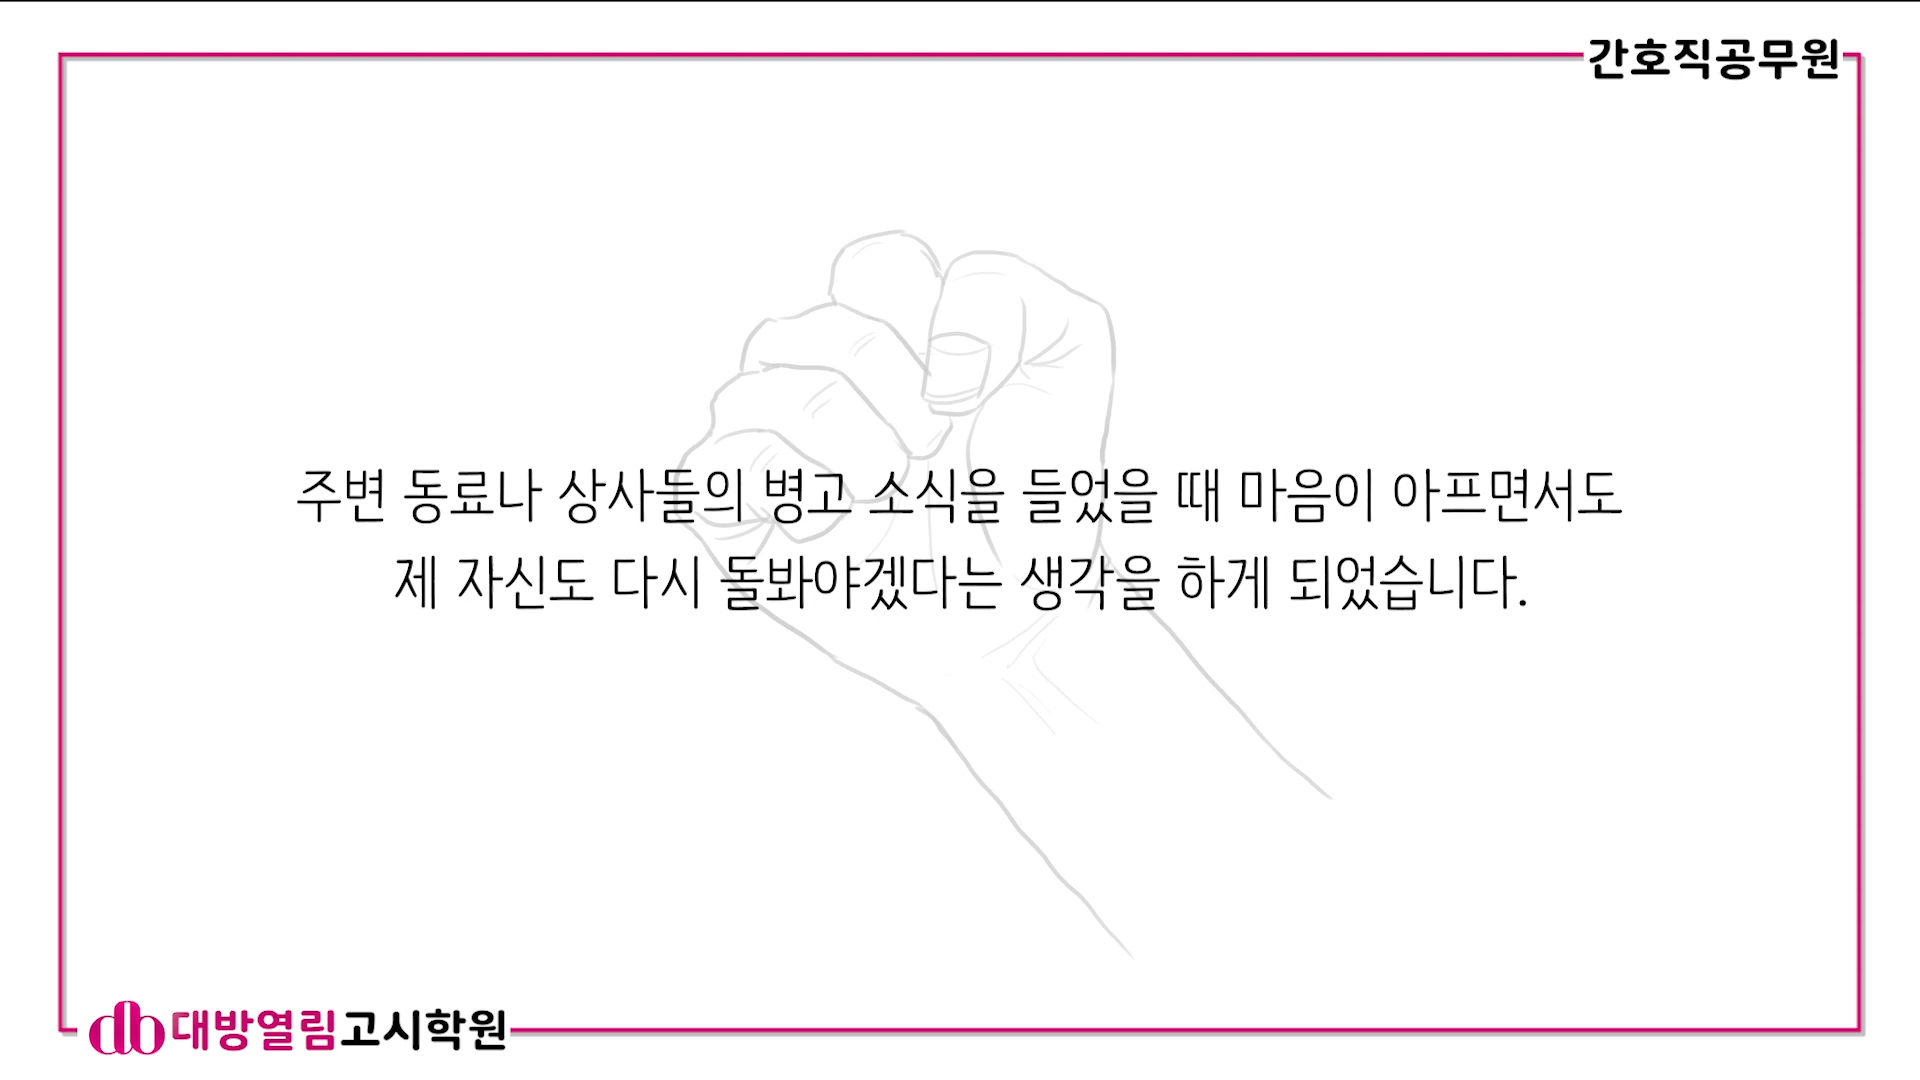 간호직공무원
주변 동료나 상사들의 병고 소식을 들었을 때 마음이 아프면서도
제 자신도 다시 돌봐야겠다는 생각을 하게 되었습니다.
db 대방열림고시학원